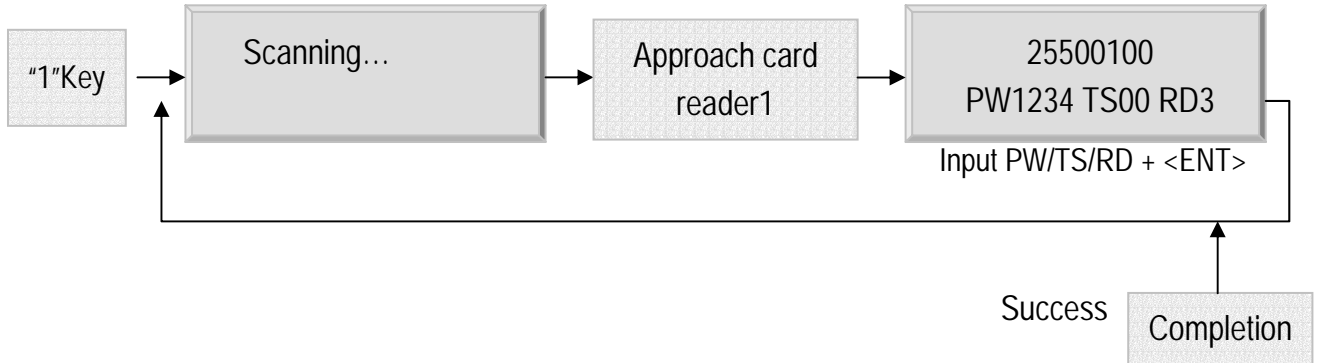 “1”Key
Scanning…
Approach card
reader1
25500100
PW1234 TS00 RD3
Input PW/TS/RD + <ENT>
Success
Completion